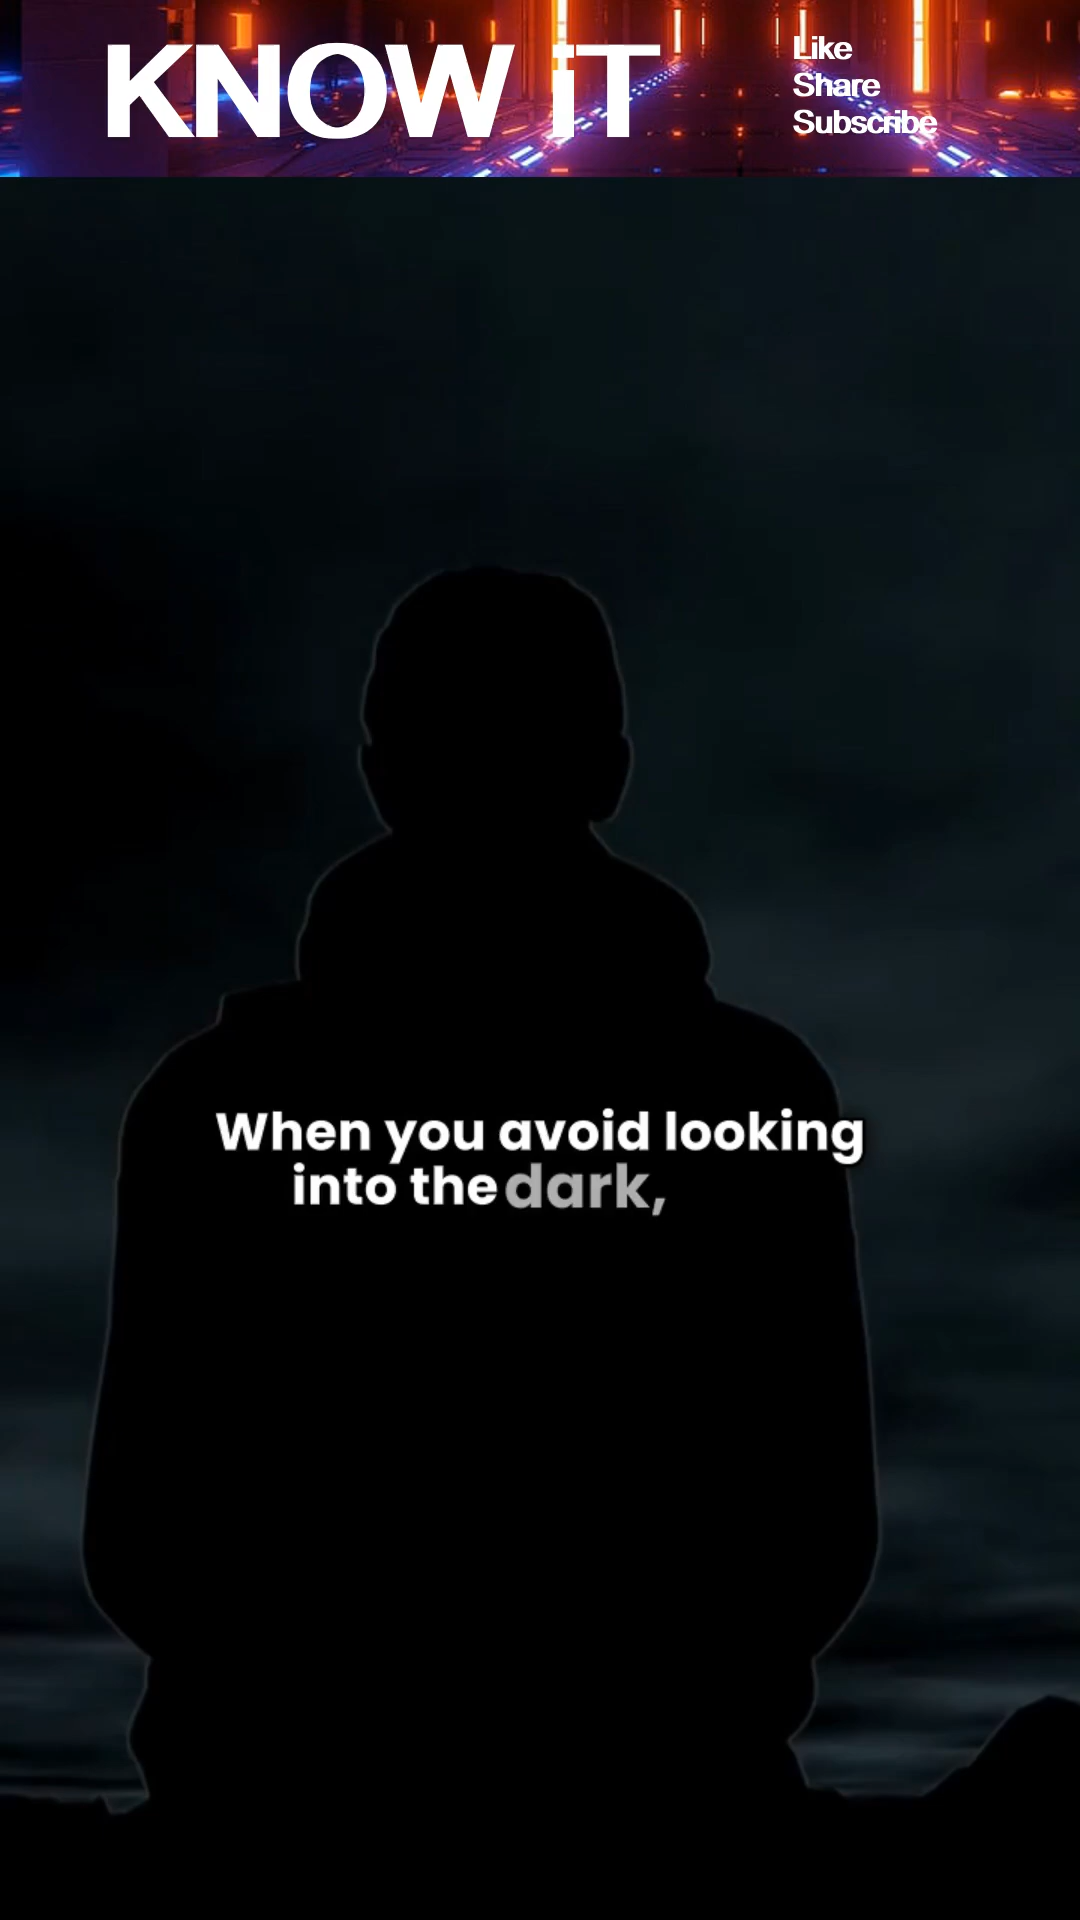 KNOW iT
Like
Share
Subscribe
When you avoid looking
into the dark,